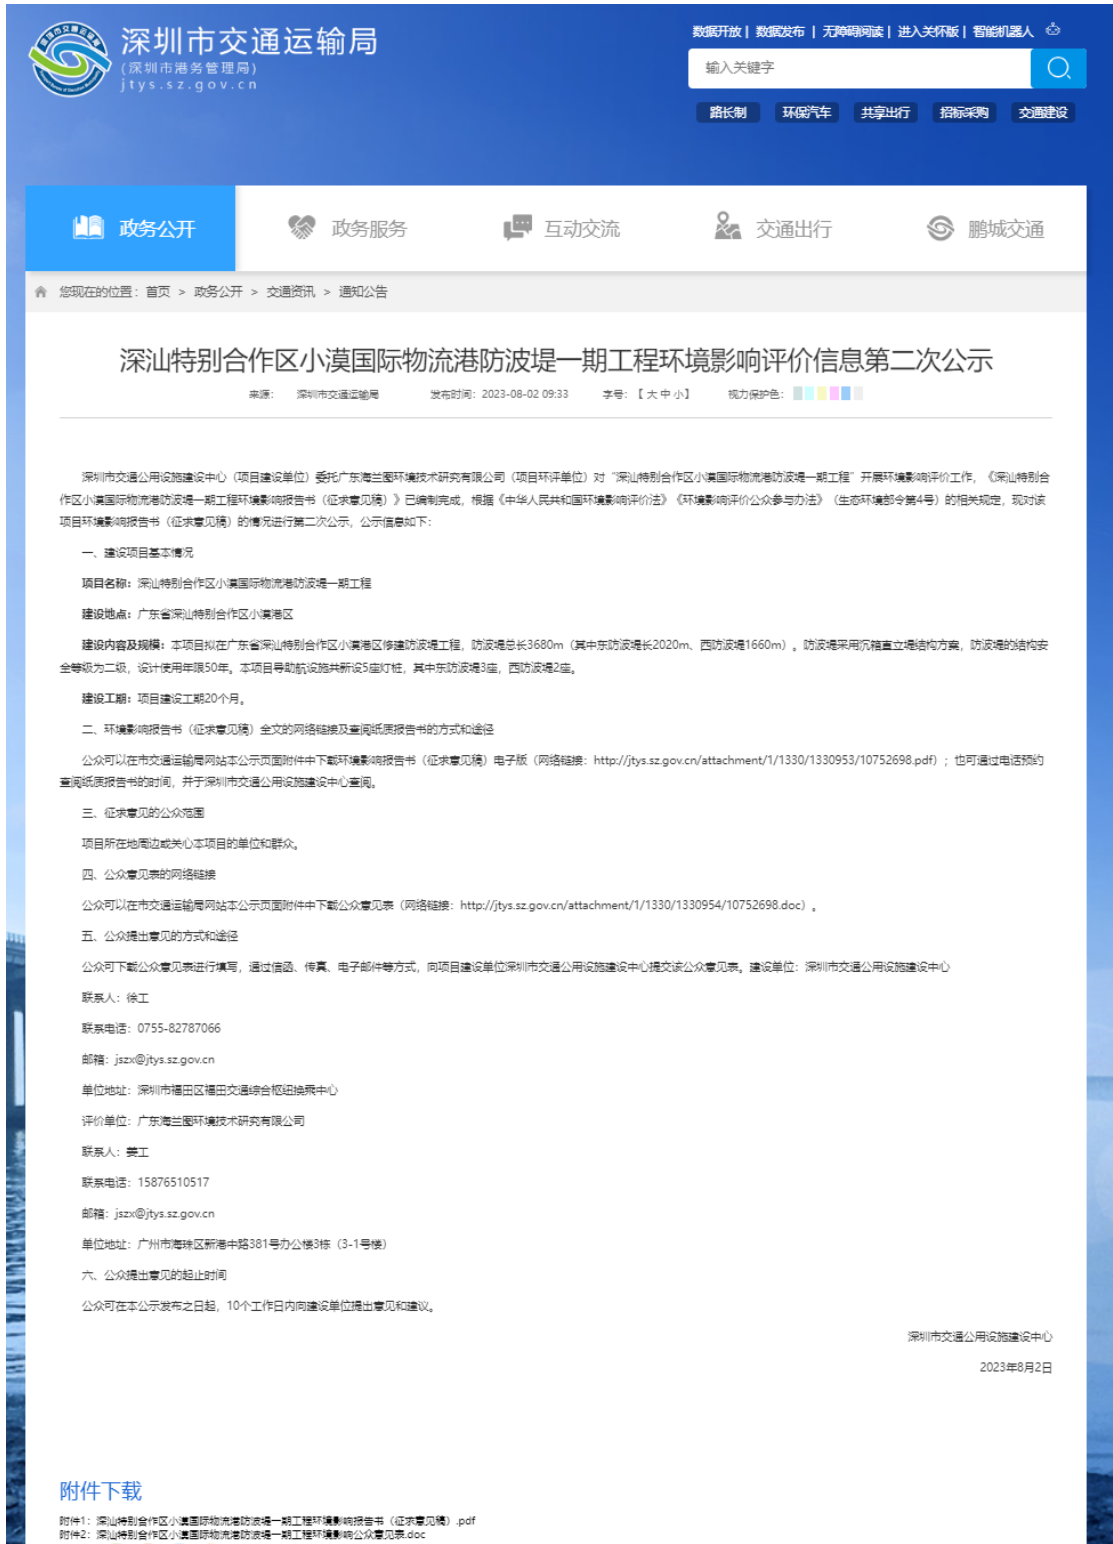 深圳市交通运输局
(深圳市港务管理局)
jtys.sz.gov.cn
数据开放 | 数据发布 | 无障碍阅读 | 进入关怀版 | 智能机器人
输入关键字
路长制 环保汽车 共享出行 招标采购 交通建设
政务公开 政务服务 互动交流 交通出行 鹏城交通
您现在的位置：首页 > 政务公开 > 交通资讯 > 通知公告
深汕特别合作区小漠国际物流港防波堤一期工程环境影响评价信息第二次公示
来源： 深圳市交通运输局 发布时间：2023-08-02 09:33 字号：【 大 中 小】 视力保护色：
深圳市交通公用设施建设中心（项目建设单位）委托广东海兰图环境技术研究有限公司（项目环评单位）对“深汕特别合作区小漠国际物流港防波堤一期工程”开展环境影响评价工作，《深汕特别合
作区小漠国际物流港防波堤一期工程环境影响报告书（征求意见稿）》已编制完成，根据《中华人民共和国环境影响评价法》《环境影响评价公众参与办法》（生态环境部令第4号）的相关规定，现对该
项目环境影响报告书（征求意见稿）的情况进行第二次公示，公示信息如下：
一、建设项目基本情况
项目名称：深汕特别合作区小漠国际物流港防波堤一期工程
建设地点：广东省深汕特别合作区小漠港区
建设内容及规模：本项目拟在广东省深汕特别合作区小漠港区修建防波堤工程，防波堤总长3680m（其中东防波堤长2020m、西防波堤1660m）。防波堤采用沉箱直立堤结构方案，防波堤的结构安
全等级为二级，设计使用年限50年。本项目导助航设施共新设5座灯桩，其中东防波堤3座，西防波堤2座。
建设工期：项目建设工期20个月。
二、环境影响报告书（征求意见稿）全文的网络链接及查阅纸质报告书的方式和途径
公众可以在市交通运输局网站本公示页面附件中下载环境影响报告书（征求意见稿）电子版（网络链接：http://jtys.sz.gov.cn/attachment/1/1330/1330953/10752698.pdf）；也可通过电话预约
查阅纸质报告书的时间，并于深圳市交通公用设施建设中心查阅。
三、征求意见的公众范围
项目所在地周边或关心本项目的单位和群众。
四、公众意见表的网络链接
公众可以在市交通运输局网站本公示页面附件中下载公众意见表（网络链接：http://jtys.sz.gov.cn/attachment/1/1330/1330954/10752698.doc）。
五、公众提出意见的方式和途径
公众可下载公众意见表进行填写，通过信函、传真、电子邮件等方式，向项目建设单位深圳市交通公用设施建设中心提交该公众意见表。建设单位：深圳市交通公用设施建设中心
联系人：徐工
联系电话：0755-82787066
邮箱：jszx@jtys.sz.gov.cn
单位地址：深圳市福田区福田交通综合枢纽换乘中心
评价单位：广东海兰图环境技术研究有限公司
联系人：姜工
联系电话：15876510517
邮箱：jszx@jtys.sz.gov.cn
单位地址：广州市海珠区新港中路381号办公楼3栋（3-1号楼）
六、公众提出意见的起止时间
公众可在本公示发布之日起，10个工作日内向建设单位提出意见和建议。
深圳市交通公用设施建设中心
2023年8月2日
附件下载
附件1：深汕特别合作区小漠国际物流港防波堤一期工程环境影响报告书（征求意见稿）.pdf
附件2：深汕特别合作区小漠国际物流港防波堤一期工程环境影响公众意见表.doc